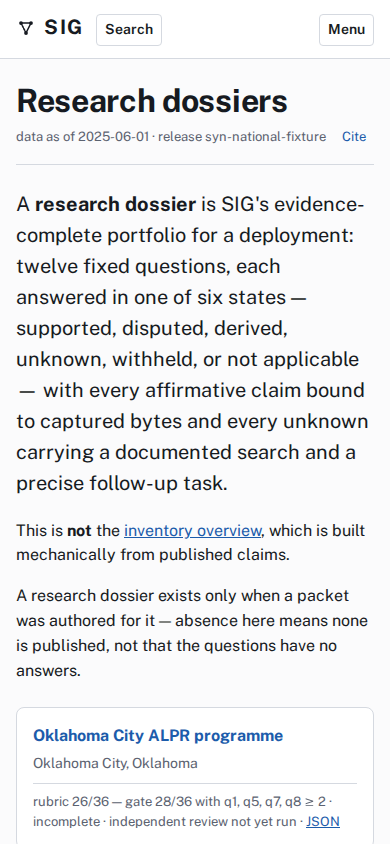 SIG Search Menu
Research dossiers
data as of 2025-06-01 · release syn-national-fixture Cite
A research dossier is SIG's evidence-
complete portfolio for a deployment:
twelve fixed questions, each
answered in one of six states —
supported, disputed, derived,
unknown, withheld, or not applicable
— with every affirmative claim bound
to captured bytes and every unknown
carrying a documented search and a
precise follow-up task.
This is not the inventory overview, which is built
mechanically from published claims.
A research dossier exists only when a packet
was authored for it — absence here means none
is published, not that the questions have no
answers.
Oklahoma City ALPR programme
Oklahoma City, Oklahoma
rubric 26/36 — gate 28/36 with q1, q5, q7, q8 ≥ 2 ·
incomplete · independent review not yet run · JSON